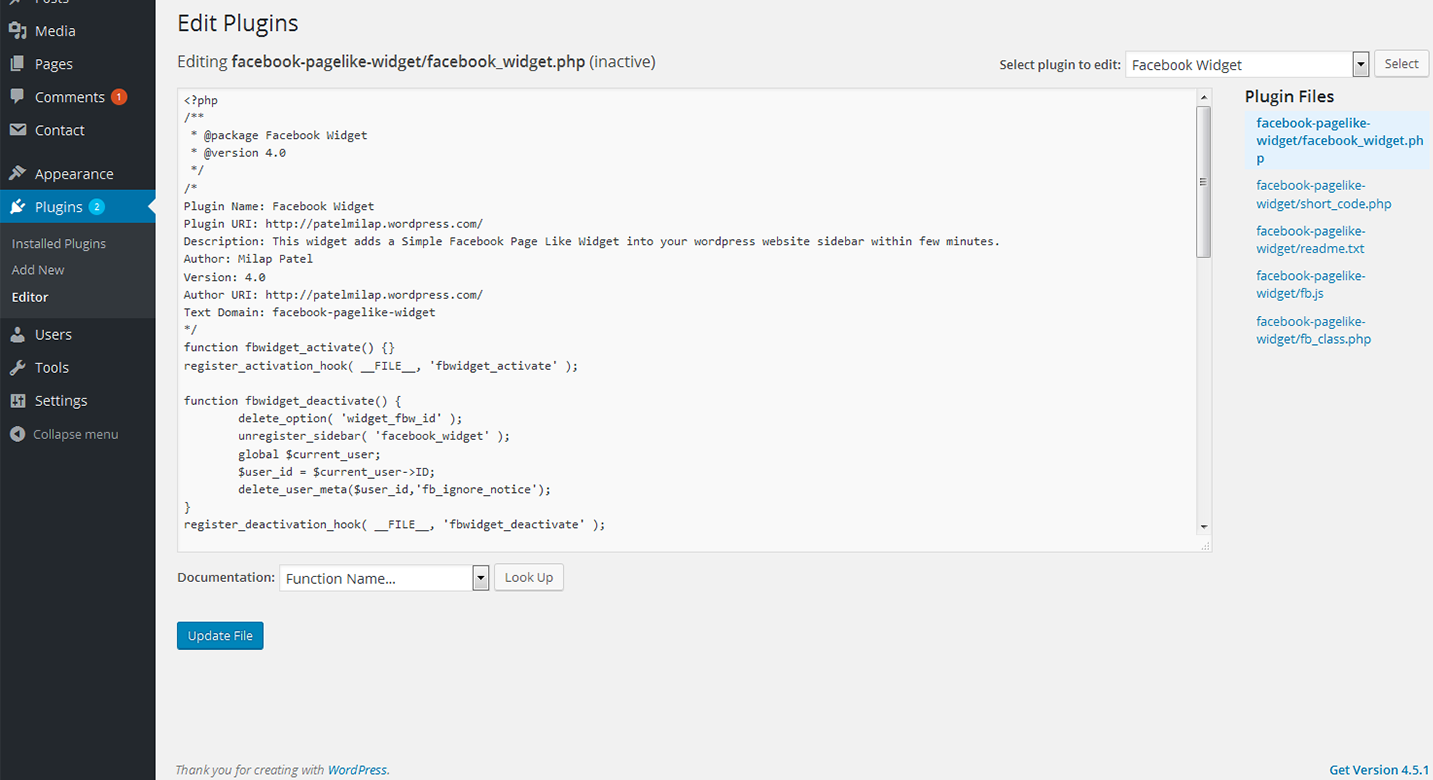 Posts
Media
Pages
Comments 1
Contact
Appearance
Plugins 2
Installed Plugins
Add New
Editor
Users
Tools
Settings
Collapse menu
Edit Plugins
Editing facebook-pagelike-widget/facebook_widget.php (inactive)
Select plugin to edit: Facebook Widget Select
<?php
/**
 * @package Facebook Widget
 * @version 4.0
 */
/*
Plugin Name: Facebook Widget
Plugin URI: http://patelmilap.wordpress.com/
Description: This widget adds a Simple Facebook Page Like Widget into your wordpress website sidebar within few minutes.
Author: Milap Patel
Version: 4.0
Author URI: http://patelmilap.wordpress.com/
Text Domain: facebook-pagelike-widget
*/
function fbwidget_activate() {}
register_activation_hook( __FILE__, 'fbwidget_activate' );
function fbwidget_deactivate() {
        delete_option( 'widget_fbw_id' );
        unregister_sidebar( 'facebook_widget' );
        global $current_user;
        $user_id = $current_user->ID;
        delete_user_meta($user_id,'fb_ignore_notice');
}
register_deactivation_hook( __FILE__, 'fbwidget_deactivate' );
Plugin Files
facebook-pagelike-
widget/facebook_widget.ph
p
facebook-pagelike-
widget/short_code.php
facebook-pagelike-
widget/readme.txt
facebook-pagelike-
widget/fb.js
facebook-pagelike-
widget/fb_class.php
Documentation: Function Name... Look Up
Update File
Thank you for creating with WordPress.
Get Version 4.5.1